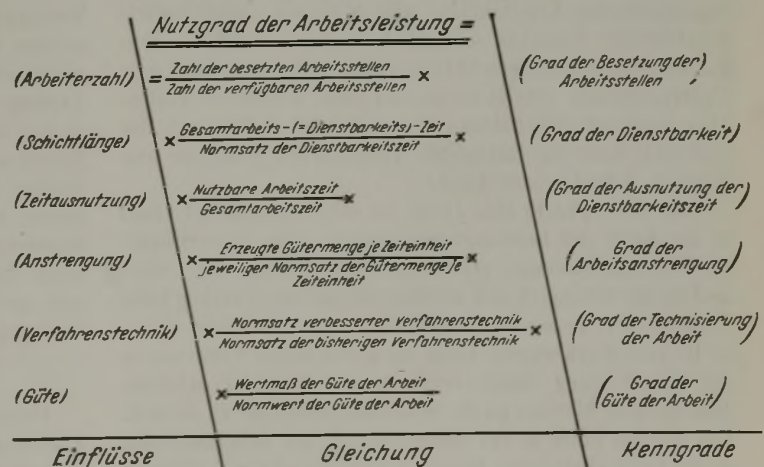 Nutzgrad der Arbeitsleistung =
(Arbeiterzahl) = Zahl der besetzten Arbeitsstellen × (Grad der Besetzung der)
Zahl der verfügbaren Arbeitsstellen Arbeitsstellen
(Schichtlänge) × Gesamtarbeits-(= Dienstbarkeits)-Zeit × (Grad der Dienstbarkeit)
Normsatz der Dienstbarkeitszeit
(Zeitausnutzung) × Nutzbare Arbeitszeit × (Grad der Ausnutzung der
Gesamtarbeitszeit Dienstbarkeitszeit)
(Anstrengung) × Erzeugte Gütermenge je Zeiteinheit × (Grad der
jeweiliger Normsatz der Gütermenge je Arbeitsanstrengung)
Zeiteinheit
(Verfahrenstechnik) × Normsatz verbesserter Verfahrenstechnik × (Grad der Technisierung)
Normsatz der bisherigen Verfahrenstechnik der Arbeit
(Güte) × Wertmaß der Güte der Arbeit (Grad der
Normwert der Güte der Arbeit Güte der Arbeit)
Einflüsse Gleichung Kenngrade